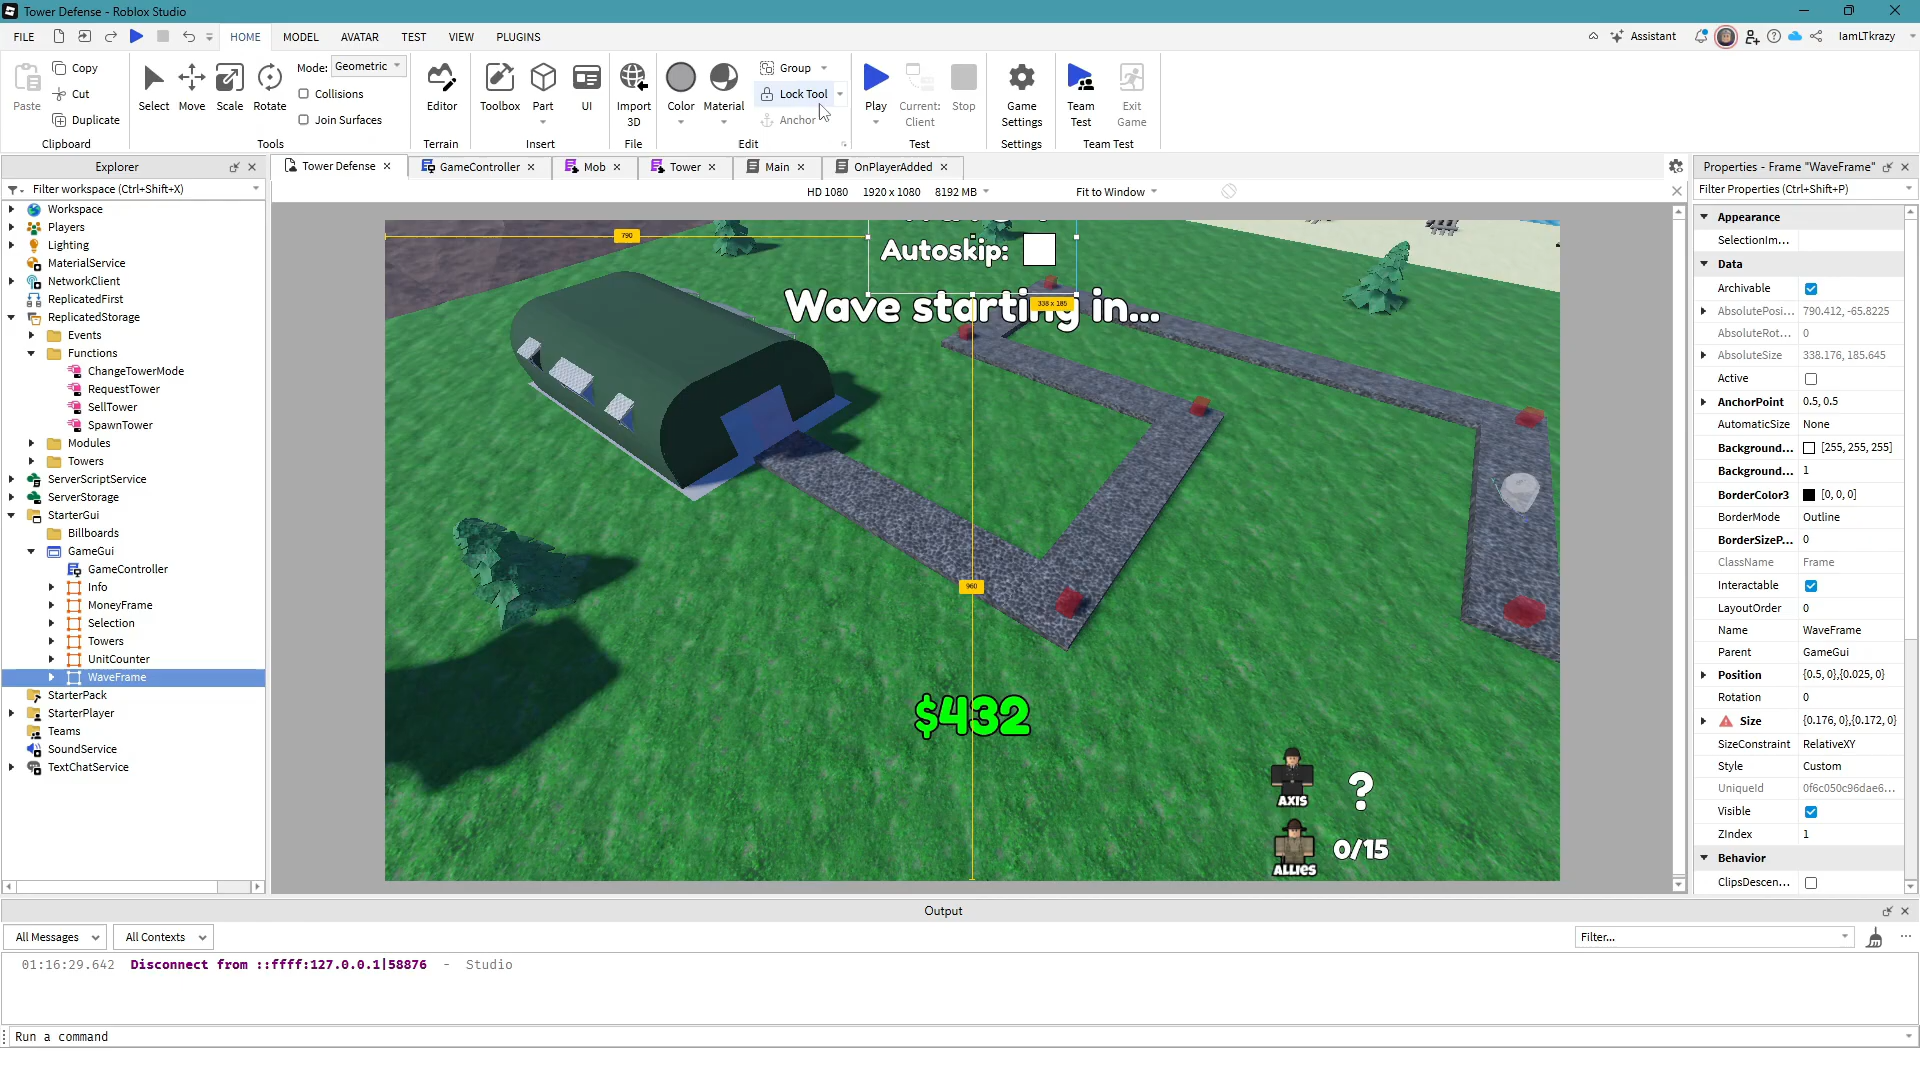 Tower Defense - Roblox Studio
FILE HOME MODEL AVATAR TEST VIEW PLUGINS Assistant IamLTkrazy
Paste Copy Cut Duplicate Clipboard
Select Move Scale Rotate Mode: Geometric Collisions Join Surfaces Tools
Editor Terrain
Toolbox Part UI Insert
Import 3D File
Color Material Group Lock Tool Anchor Edit
Play Current: Client Stop Test
Game Settings Settings
Team Test Exit Game Team Test
Explorer
Tower Defense GameController Mob Tower Main OnPlayerAdded
Properties - Frame "WaveFrame"
Filter workspace (Ctrl+Shift+X)
HD 1080 1920 x 1080 8192 MB Fit to Window
Filter Properties (Ctrl+Shift+P)
Workspace
Players
Lighting
MaterialService
NetworkClient
ReplicatedFirst
ReplicatedStorage
Events
Functions
ChangeTowerMode
RequestTower
SellTower
SpawnTower
Modules
Towers
ServerScriptService
ServerStorage
StarterGui
Billboards
GameGui
GameController
Info
MoneyFrame
Selection
Towers
UnitCounter
WaveFrame
StarterPack
StarterPlayer
Teams
SoundService
TextChatService
790
Autoskip:
338 x 185
Wave starting in...
960
$432
AXIS ?
ALLIES 0/15
Appearance
SelectionIm...
Data
Archivable
AbsolutePosi... 790.412, -65.8225
AbsoluteRot... 0
AbsoluteSize 338.176, 185.645
Active
AnchorPoint 0.5, 0.5
AutomaticSize None
Background... [255, 255, 255]
Background... 1
BorderColor3 [0, 0, 0]
BorderMode Outline
BorderSizeP... 0
ClassName Frame
Interactable
LayoutOrder 0
Name WaveFrame
Parent GameGui
Position {0.5, 0},{0.025, 0}
Rotation 0
Size {0.176, 0},{0.172, 0}
SizeConstraint RelativeXY
Style Custom
UniqueId 0f6c050c96dae6...
Visible
ZIndex 1
Behavior
ClipsDescen...
Output
All Messages All Contexts Filter...
01:16:29.642 Disconnect from ::ffff:127.0.0.1|58876 - Studio
Run a command